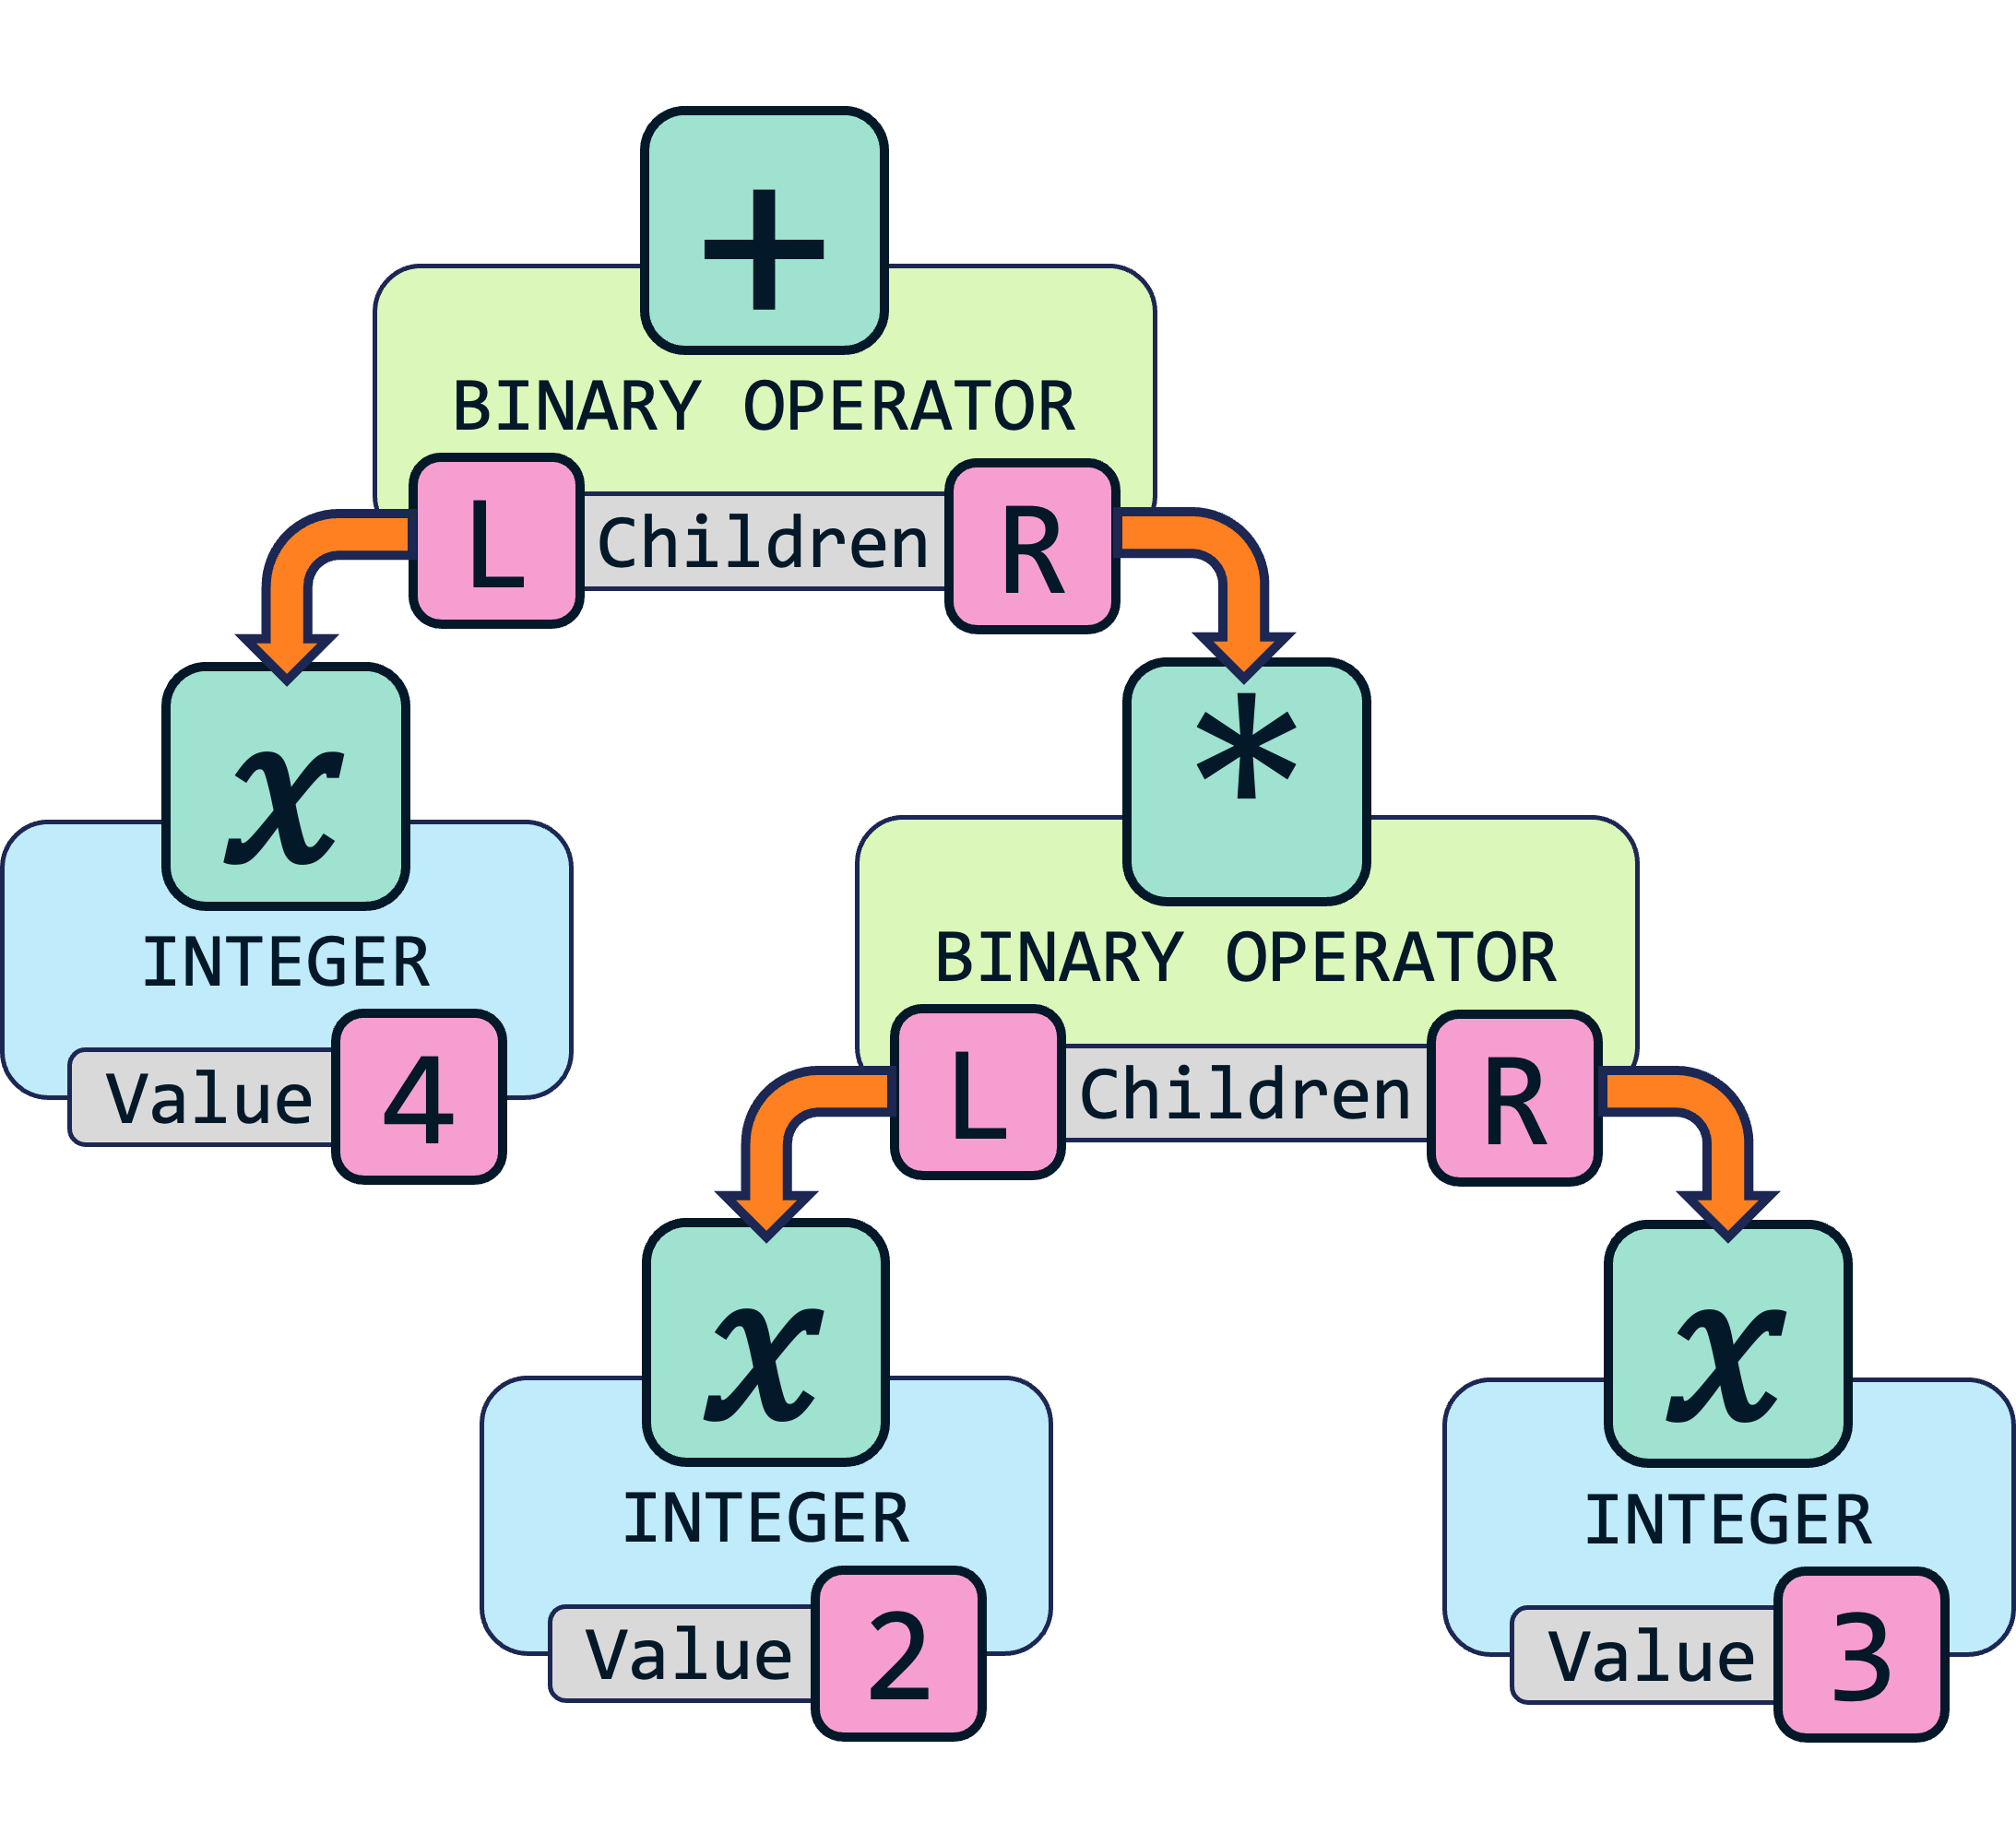 +
BINARY OPERATOR
L Children R
x
INTEGER
Value 4
*
BINARY OPERATOR
L Children R
x
INTEGER
Value 2
x
INTEGER
Value 3